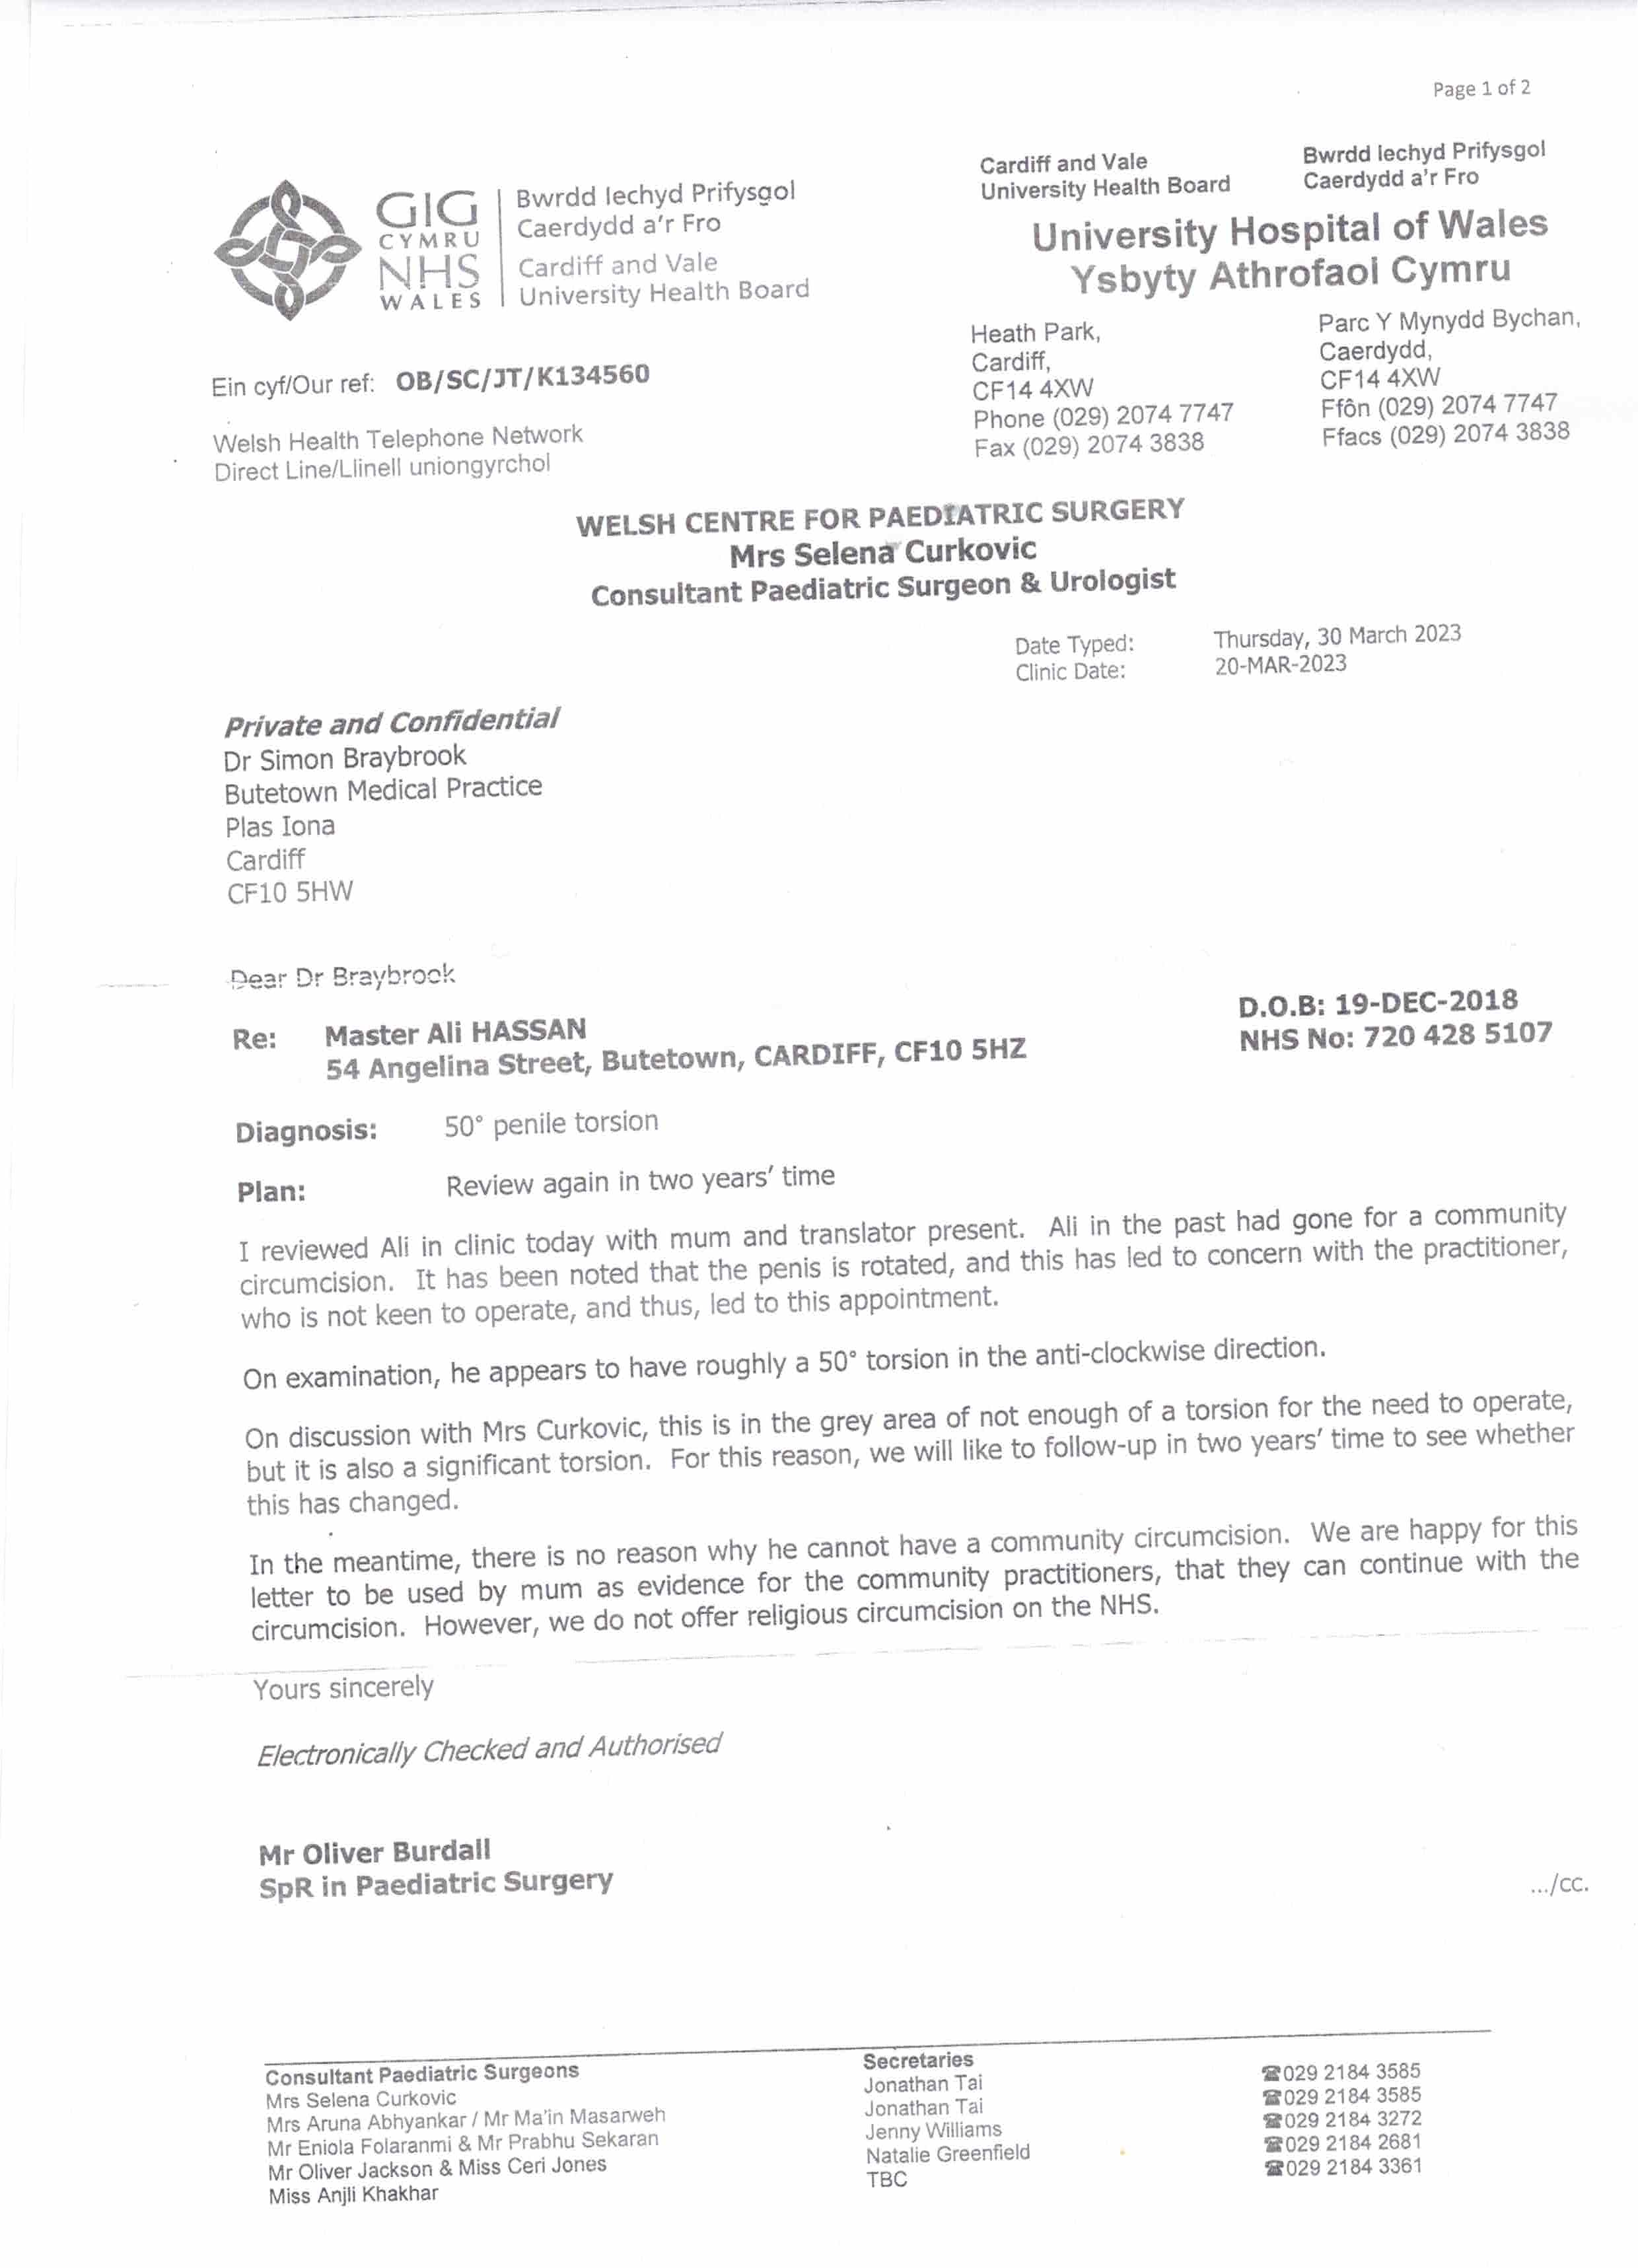 Page 1 of 2
GIG
CYMRU
NHS
WALES
Bwrdd Iechyd Prifysgol
Caerdydd a'r Fro
Cardiff and Vale
University Health Board
Cardiff and Vale
University Health Board
Bwrdd Iechyd Prifysgol
Caerdydd a'r Fro
University Hospital of Wales
Ysbyty Athrofaol Cymru
Heath Park,
Cardiff,
CF14 4XW
Phone (029) 2074 7747
Fax (029) 2074 3838
Parc Y Mynydd Bychan,
Caerdydd,
CF14 4XW
Ffôn (029) 2074 7747
Ffacs (029) 2074 3838
Ein cyf/Our ref: OB/SC/JT/K134560
Welsh Health Telephone Network
Direct Line/Llinell uniongyrchol
WELSH CENTRE FOR PAEDIATRIC SURGERY
Mrs Selena Curkovic
Consultant Paediatric Surgeon & Urologist
Date Typed: Thursday, 30 March 2023
Clinic Date: 20-MAR-2023
Private and Confidential
Dr Simon Braybrook
Butetown Medical Practice
Plas Iona
Cardiff
CF10 5HW
Dear Dr Braybrook
Re: Master Ali HASSAN D.O.B: 19-DEC-2018
54 Angelina Street, Butetown, CARDIFF, CF10 5HZ NHS No: 720 428 5107
Diagnosis: 50° penile torsion
Plan: Review again in two years' time
I reviewed Ali in clinic today with mum and translator present. Ali in the past had gone for a community
circumcision. It has been noted that the penis is rotated, and this has led to concern with the practitioner,
who is not keen to operate, and thus, led to this appointment.
On examination, he appears to have roughly a 50° torsion in the anti-clockwise direction.
On discussion with Mrs Curkovic, this is in the grey area of not enough of a torsion for the need to operate,
but it is also a significant torsion. For this reason, we will like to follow-up in two years' time to see whether
this has changed.
In the meantime, there is no reason why he cannot have a community circumcision. We are happy for this
letter to be used by mum as evidence for the community practitioners, that they can continue with the
circumcision. However, we do not offer religious circumcision on the NHS.
Yours sincerely
Electronically Checked and Authorised
Mr Oliver Burdall
SpR in Paediatric Surgery
.../cc.
Consultant Paediatric Surgeons
Mrs Selena Curkovic
Mrs Aruna Abhyankar / Mr Ma'in Masarweh
Mr Eniola Folaranmi & Mr Prabhu Sekaran
Mr Oliver Jackson & Miss Ceri Jones
Miss Anjli Khakhar
Secretaries
Jonathan Tai
Jonathan Tai
Jenny Williams
Natalie Greenfield
TBC
☎029 2184 3585
☎029 2184 3585
☎029 2184 3272
☎029 2184 2681
☎029 2184 3361